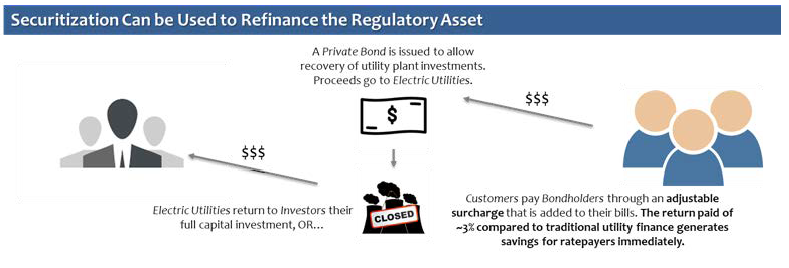 Securitization Can be Used to Refinance the Regulatory Asset
A Private Bond is issued to allow
recovery of utility plant investments.
Proceeds go to Electric Utilities.
$$$
$
$$$
CLOSED
Electric Utilities return to Investors their
full capital investment, OR...
Customers pay Bondholders through an adjustable
surcharge that is added to their bills. The return paid of
~3% compared to traditional utility finance generates
savings for ratepayers immediately.